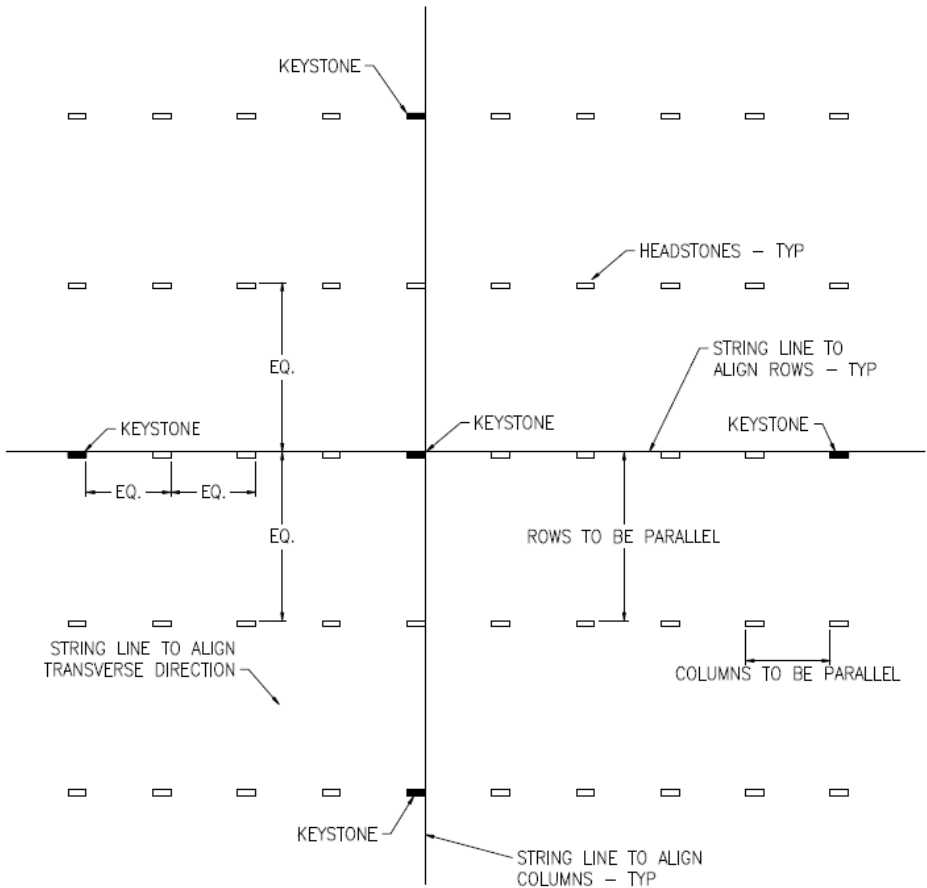 KEYSTONE
HEADSTONES – TYP
EQ.
STRING LINE TO
ALIGN ROWS – TYP
KEYSTONE
KEYSTONE
KEYSTONE
EQ.
EQ.
EQ.
ROWS TO BE PARALLEL
STRING LINE TO ALIGN
TRANSVERSE DIRECTION
COLUMNS TO BE PARALLEL
KEYSTONE
STRING LINE TO ALIGN
COLUMNS – TYP